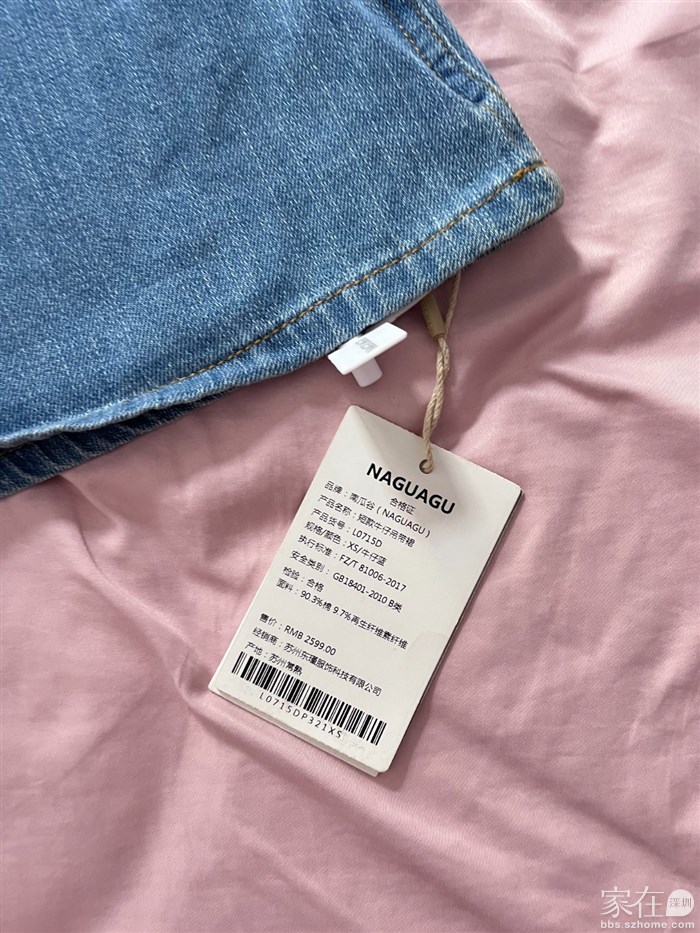 NAGUAGU
合格证
品牌：南瓜谷（NAGUAGU）
产品名称：短款牛仔吊带裙
产品货号：L0715D
规格/颜色：XS/牛仔蓝
执行标准：FZ/T 81006-2017
安全类别：GB18401-2010 B类
检验：合格
面料：90.3%棉 9.7%再生纤维素纤维
售价：RMB 2599.00
经销商：苏州东瑾服饰科技有限公司
产地：苏州常熟
L0715DP321XS
家在 深圳
bbs.szhome.com